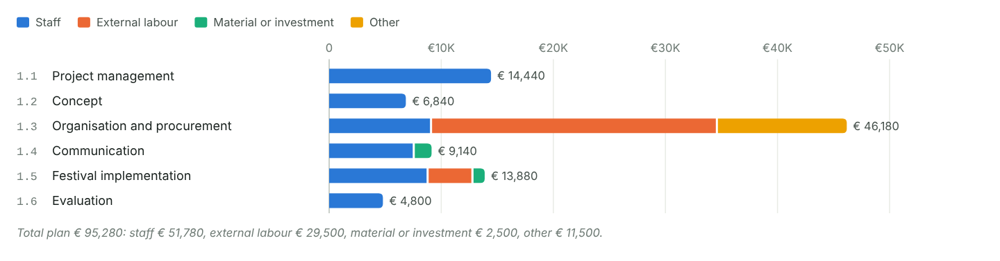 Staff External labour Material or investment Other
0 €10K €20K €30K €40K €50K
1.1 Project management € 14,440
1.2 Concept € 6,840
1.3 Organisation and procurement € 46,180
1.4 Communication € 9,140
1.5 Festival implementation € 13,880
1.6 Evaluation € 4,800
Total plan € 95,280: staff € 51,780, external labour € 29,500, material or investment € 2,500, other € 11,500.